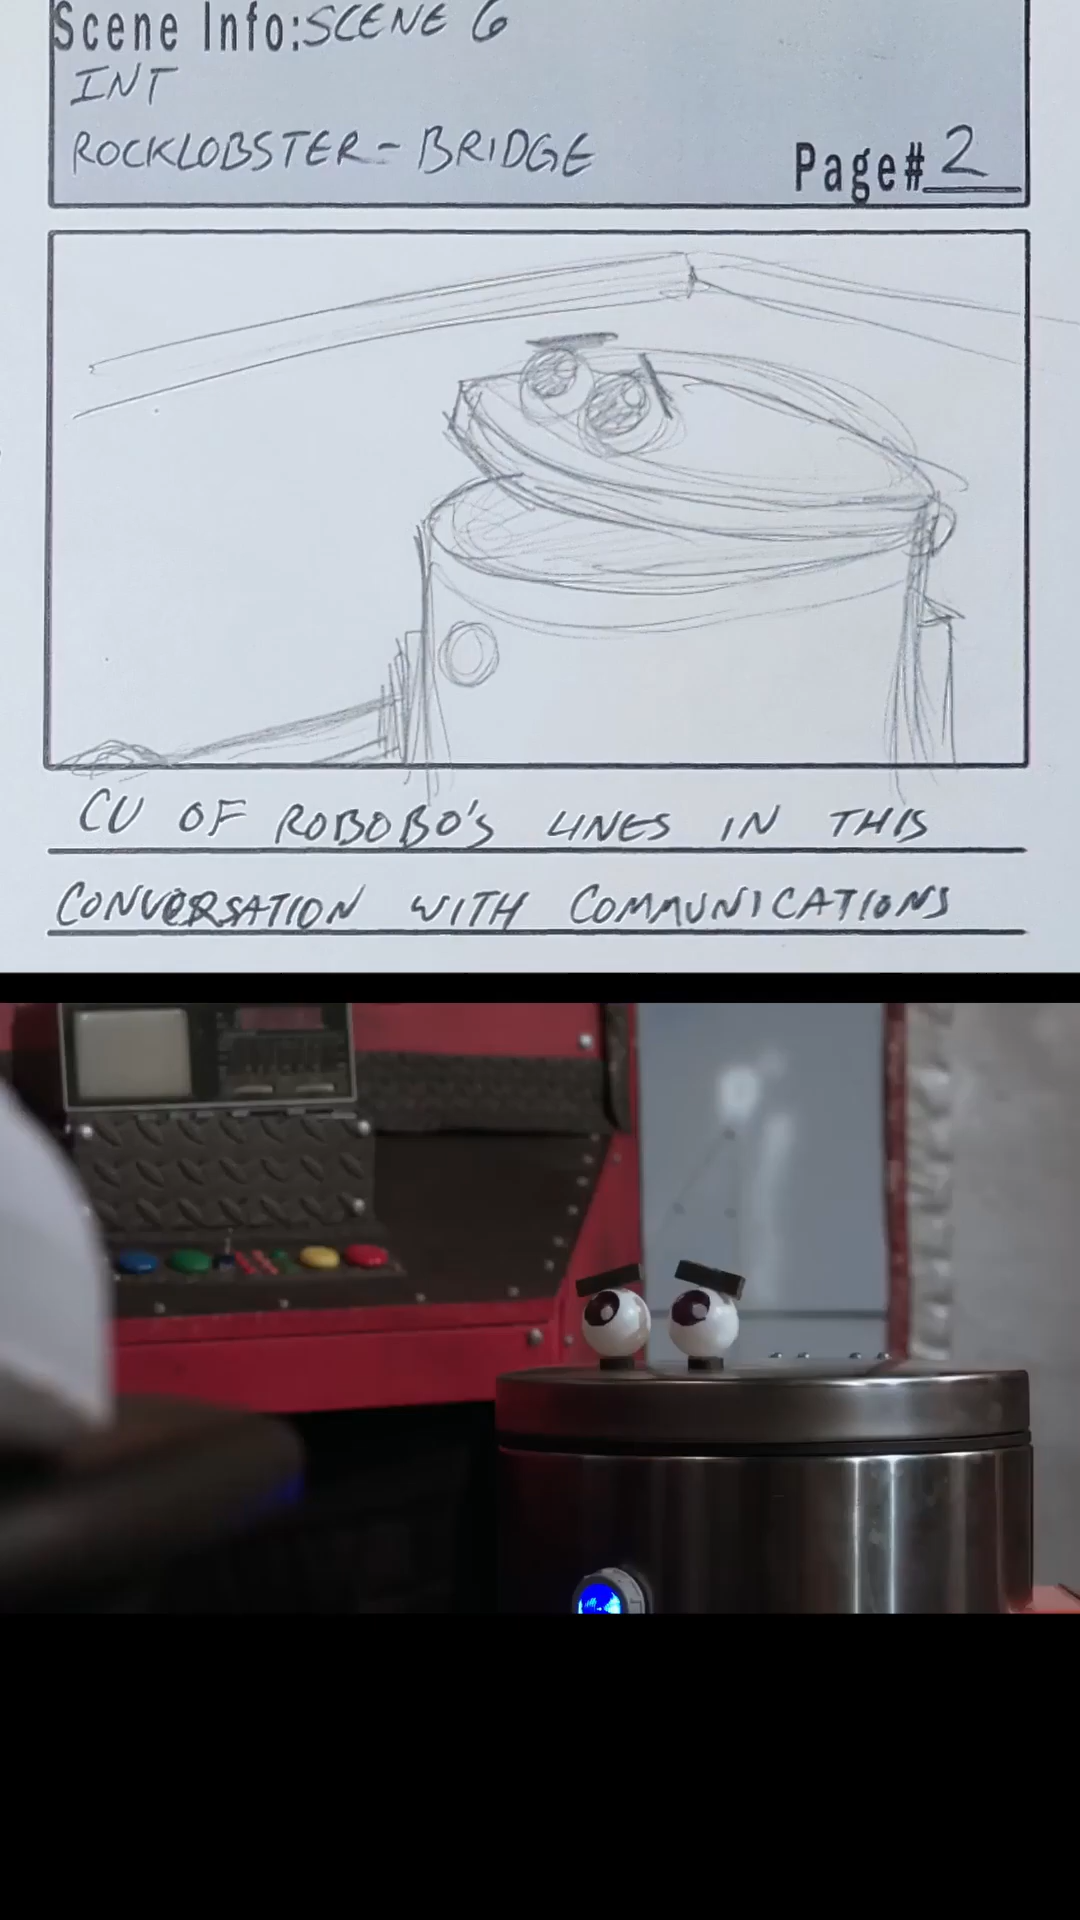 Scene Info: SCENE 6
INT
ROCKLOBSTER - BRIDGE
Page# 2
CU OF ROBOBO'S LINES IN THIS
CONVERSATION WITH COMMUNICATIONS